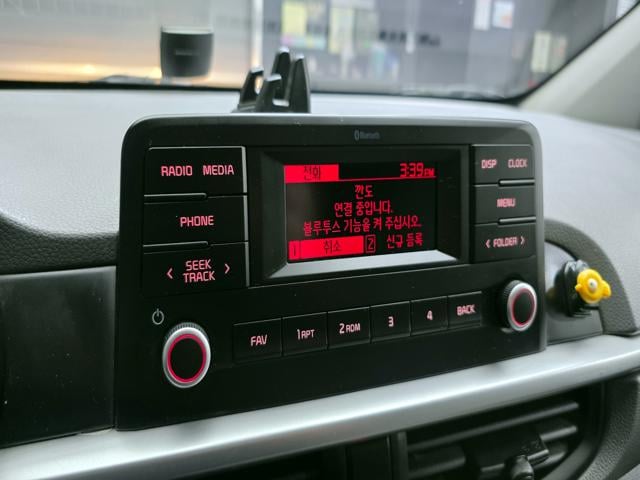 Bluetooth
RADIO MEDIA
PHONE
< SEEK TRACK >
전화 3:39 PM
깐도
연결 중입니다.
블루투스 기능을 켜 주십시오.
1 취소 2 신규 등록
DISP CLOCK
MENU
< FOLDER >
FAV 1 RPT 2 RDM 3 4 BACK